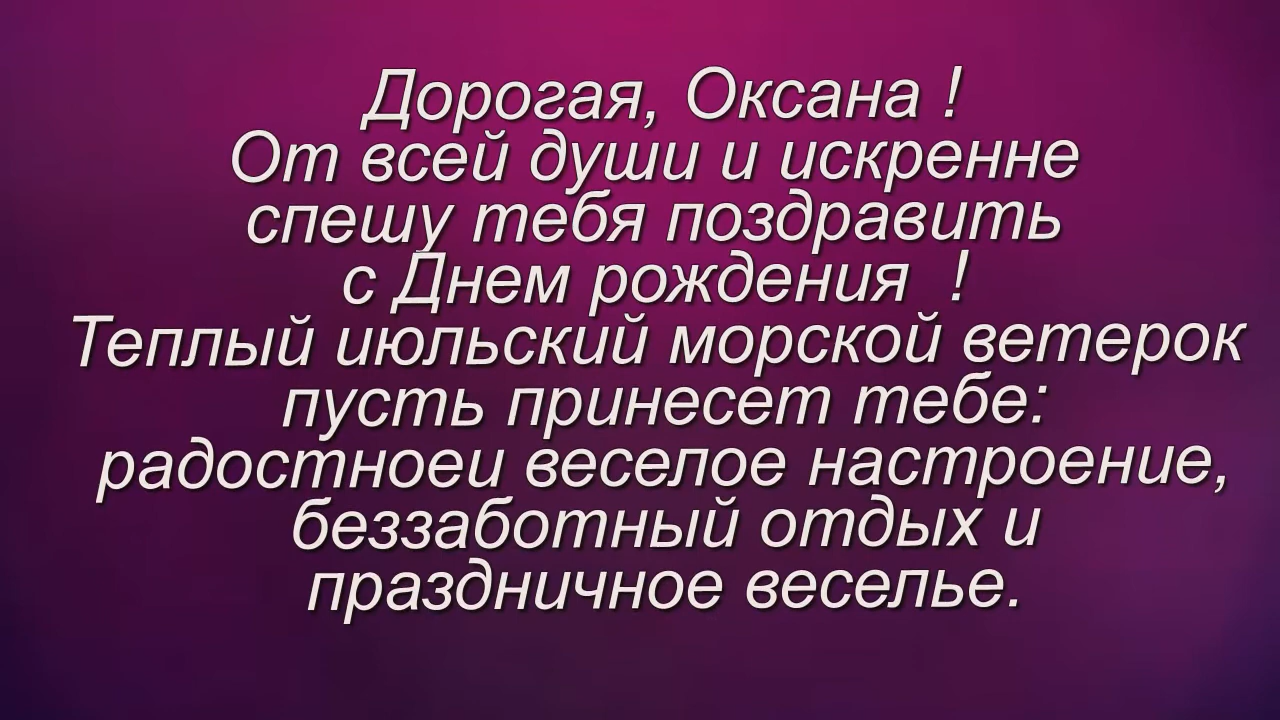 Дорогая, Оксана !
От всей души и искренне
спешу тебя поздравить
с Днем рождения !
Теплый июльский морской ветерок
пусть принесет тебе:
радостноеи веселое настроение,
беззаботный отдых и
праздничное веселье.